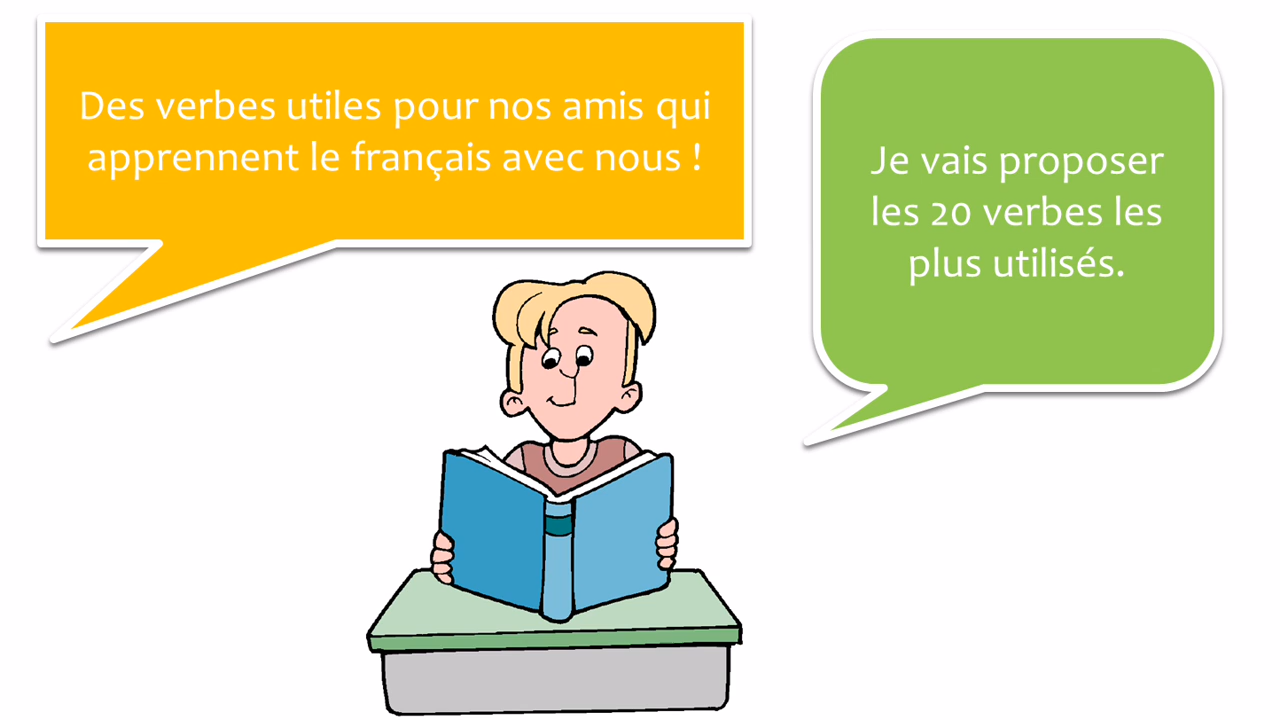 Des verbes utiles pour nos amis qui
apprennent le français avec nous !
Je vais proposer
les 20 verbes les
plus utilisés.